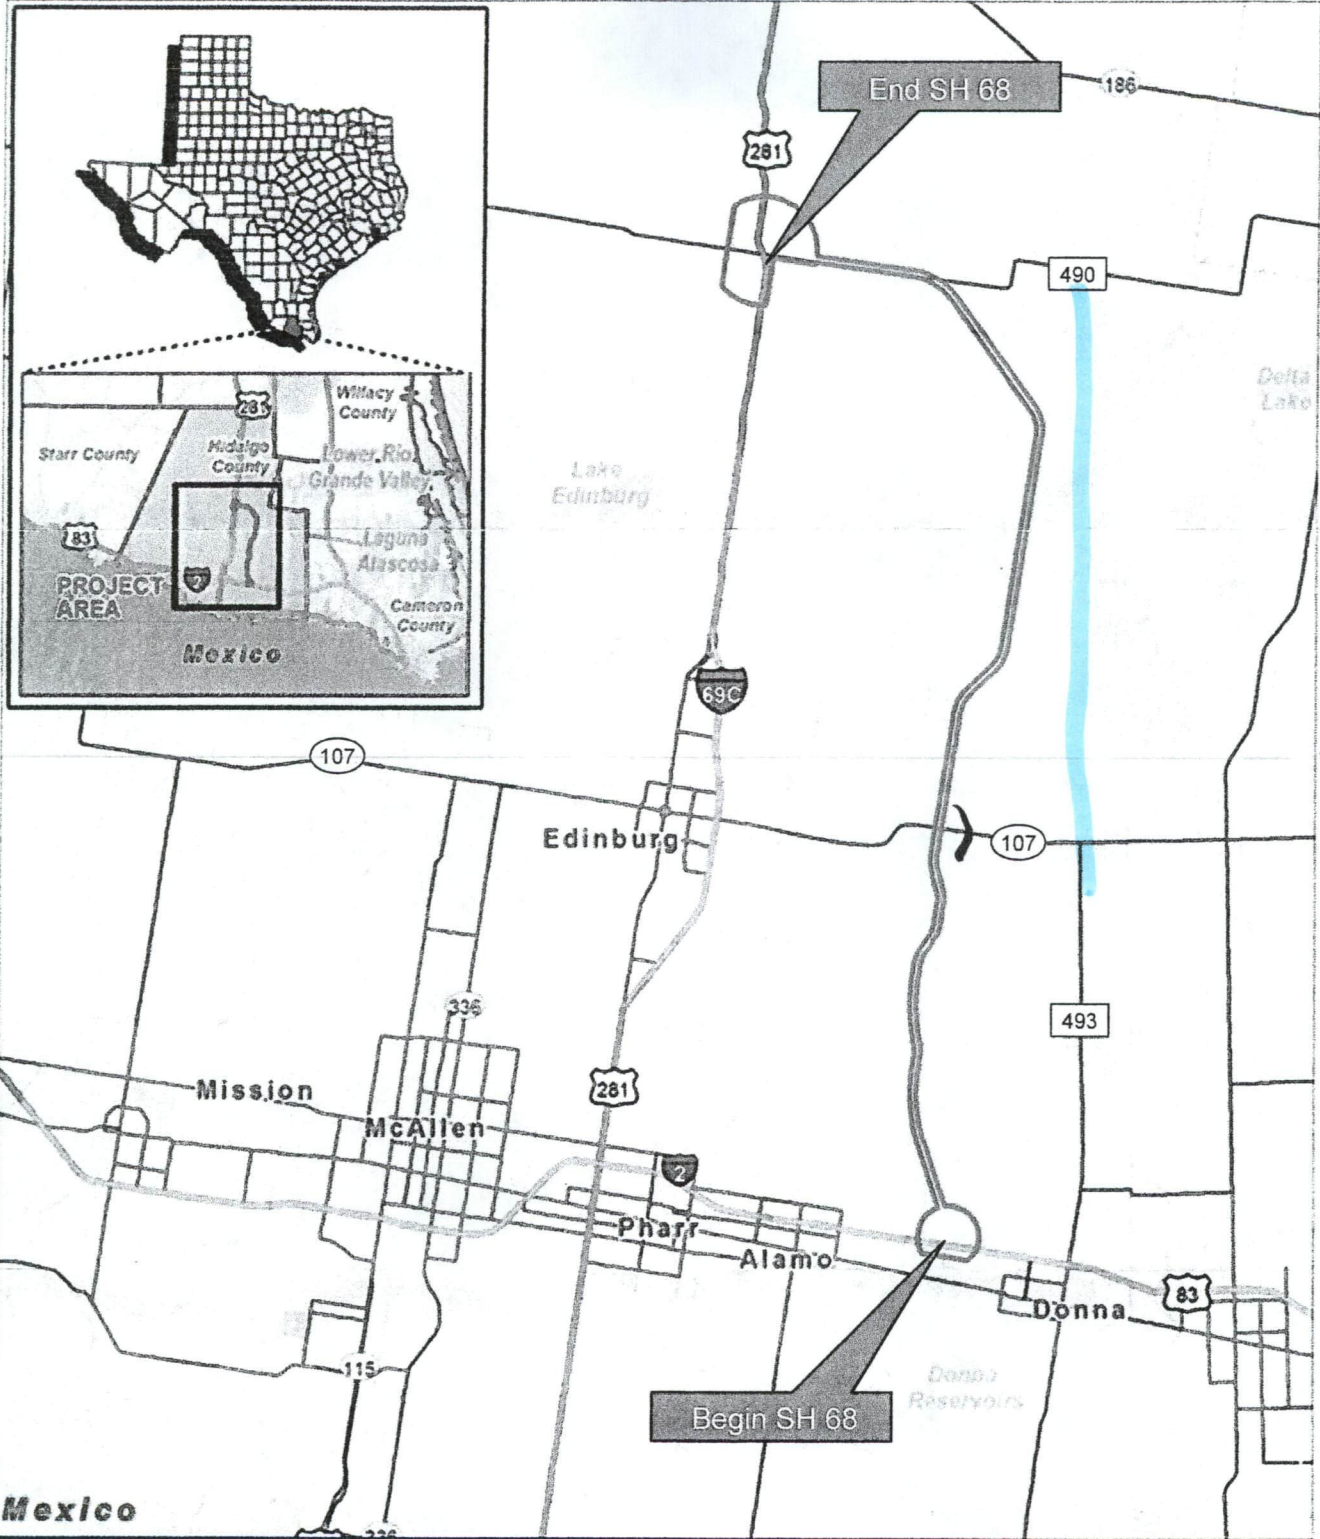 End SH 68
186
281
490
Delta
Lake
281
Willacy
County
Starr County
Hidalgo
County
Lower Rio
Grande Valley
Lake
Edinburg
83
Laguna
Atascosa
2
PROJECT
AREA
Cameron
County
Mexico
69C
107
Edinburg
107
336
493
Mission
281
McAllen
2
Pharr
Alamo
83
Donna
115
Donna
Reservoirs
Begin SH 68
Mexico
336